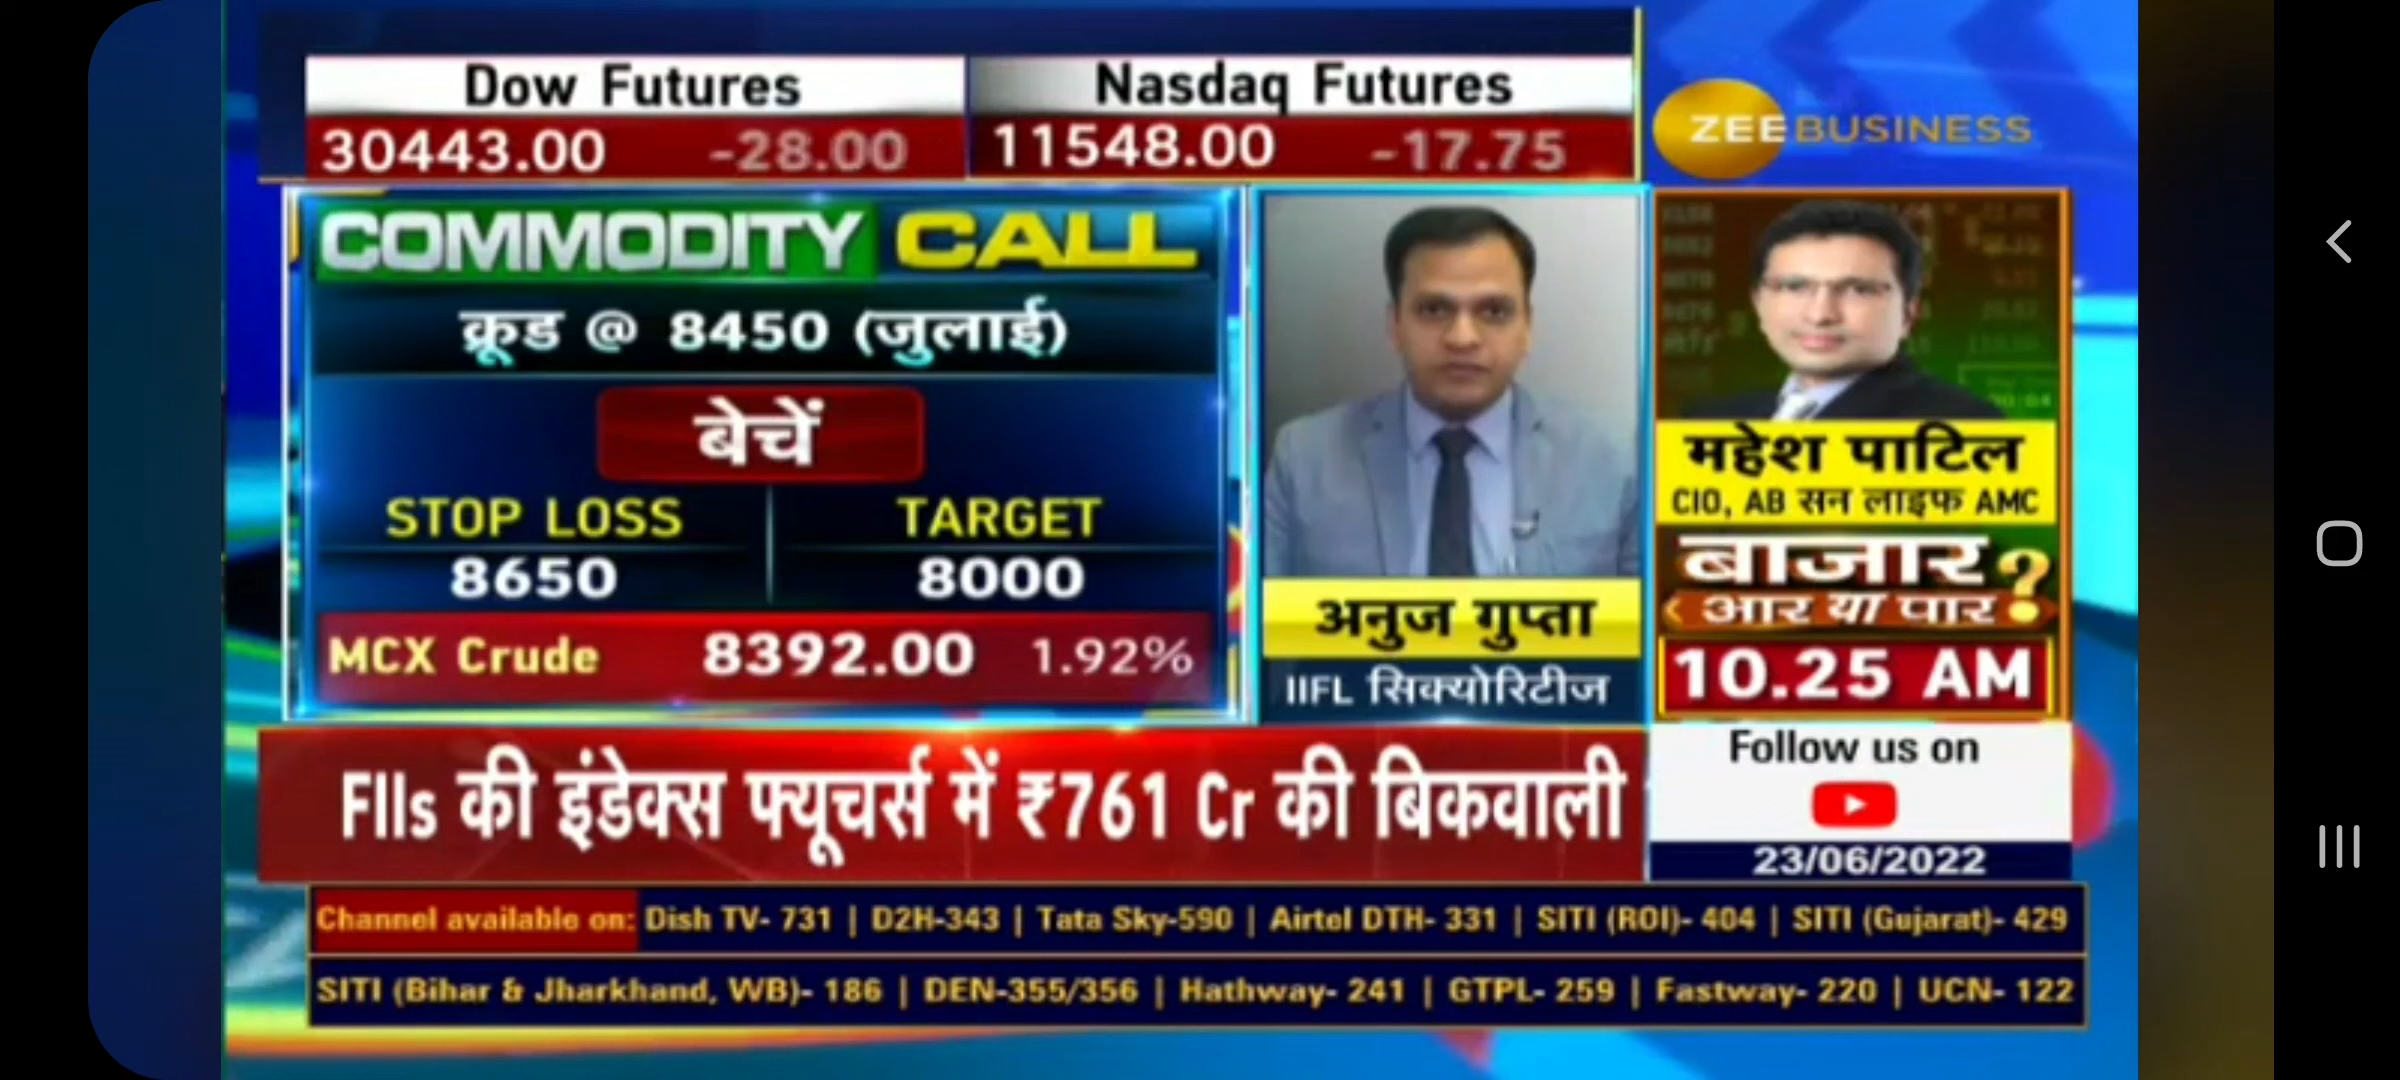 Dow Futures
30443.00 -28.00
Nasdaq Futures
11548.00 -17.75
ZEE BUSINESS
COMMODITY CALL
क्रूड @ 8450 (जुलाई)
बेचें
STOP LOSS
8650
TARGET
8000
MCX Crude 8392.00 1.92%
अनुज गुप्ता
IIFL सिक्योरिटीज
महेश पाटिल
CIO, AB सन लाइफ AMC
बाजार
आर या पार?
10.25 AM
FIIs की इंडेक्स फ्यूचर्स में ₹761 Cr की बिकवाली
Follow us on
23/06/2022
Channel available on: Dish TV- 731 | D2H-343 | Tata Sky-590 | Airtel DTH- 331 | SITI (ROI)- 404 | SITI (Gujarat)- 429
SITI (Bihar & Jharkhand, WB)- 186 | DEN-355/356 | Hathway- 241 | GTPL- 259 | Fastway- 220 | UCN- 122